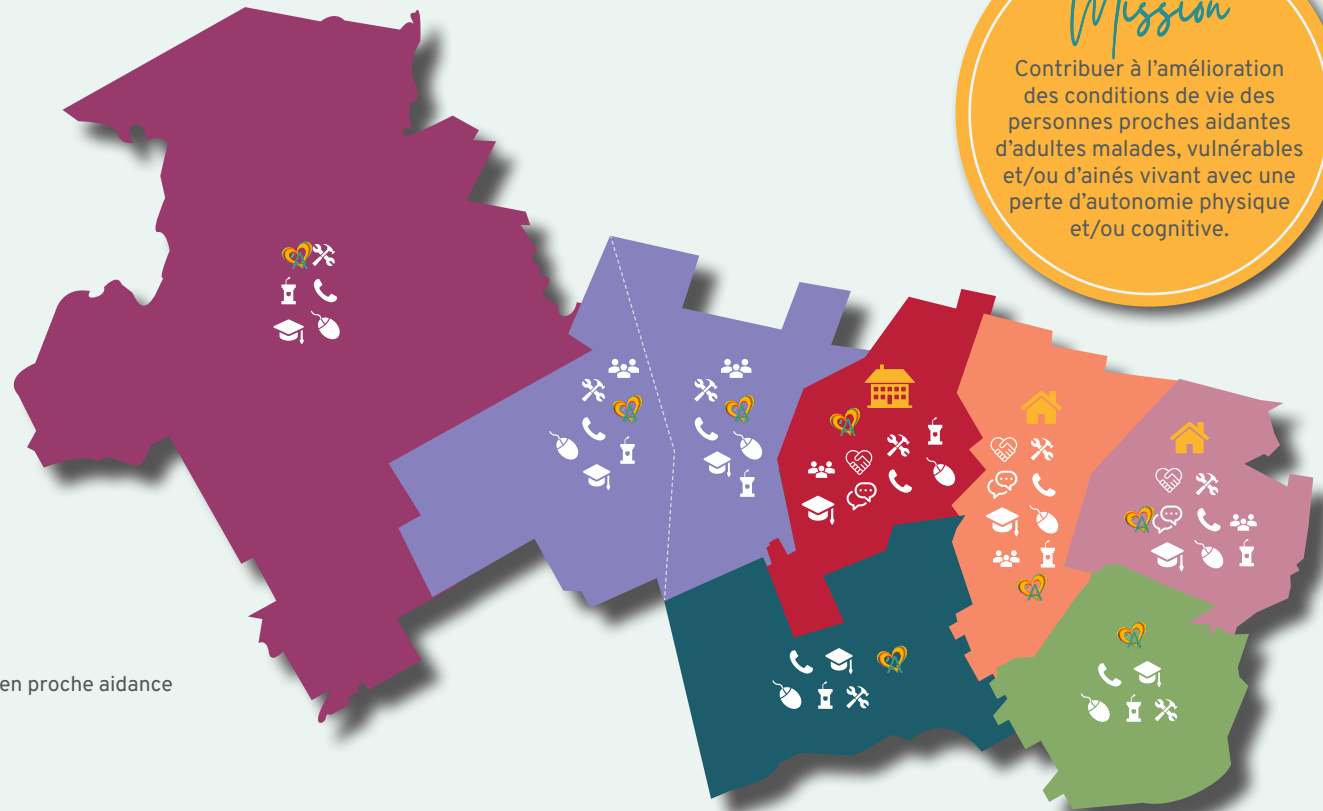 Mission
Contribuer à l’amélioration
des conditions de vie des
personnes proches aidantes
d’adultes malades, vulnérables
et/ou d’ainés vivant avec une
perte d’autonomie physique
et/ou cognitive.
en proche aidance